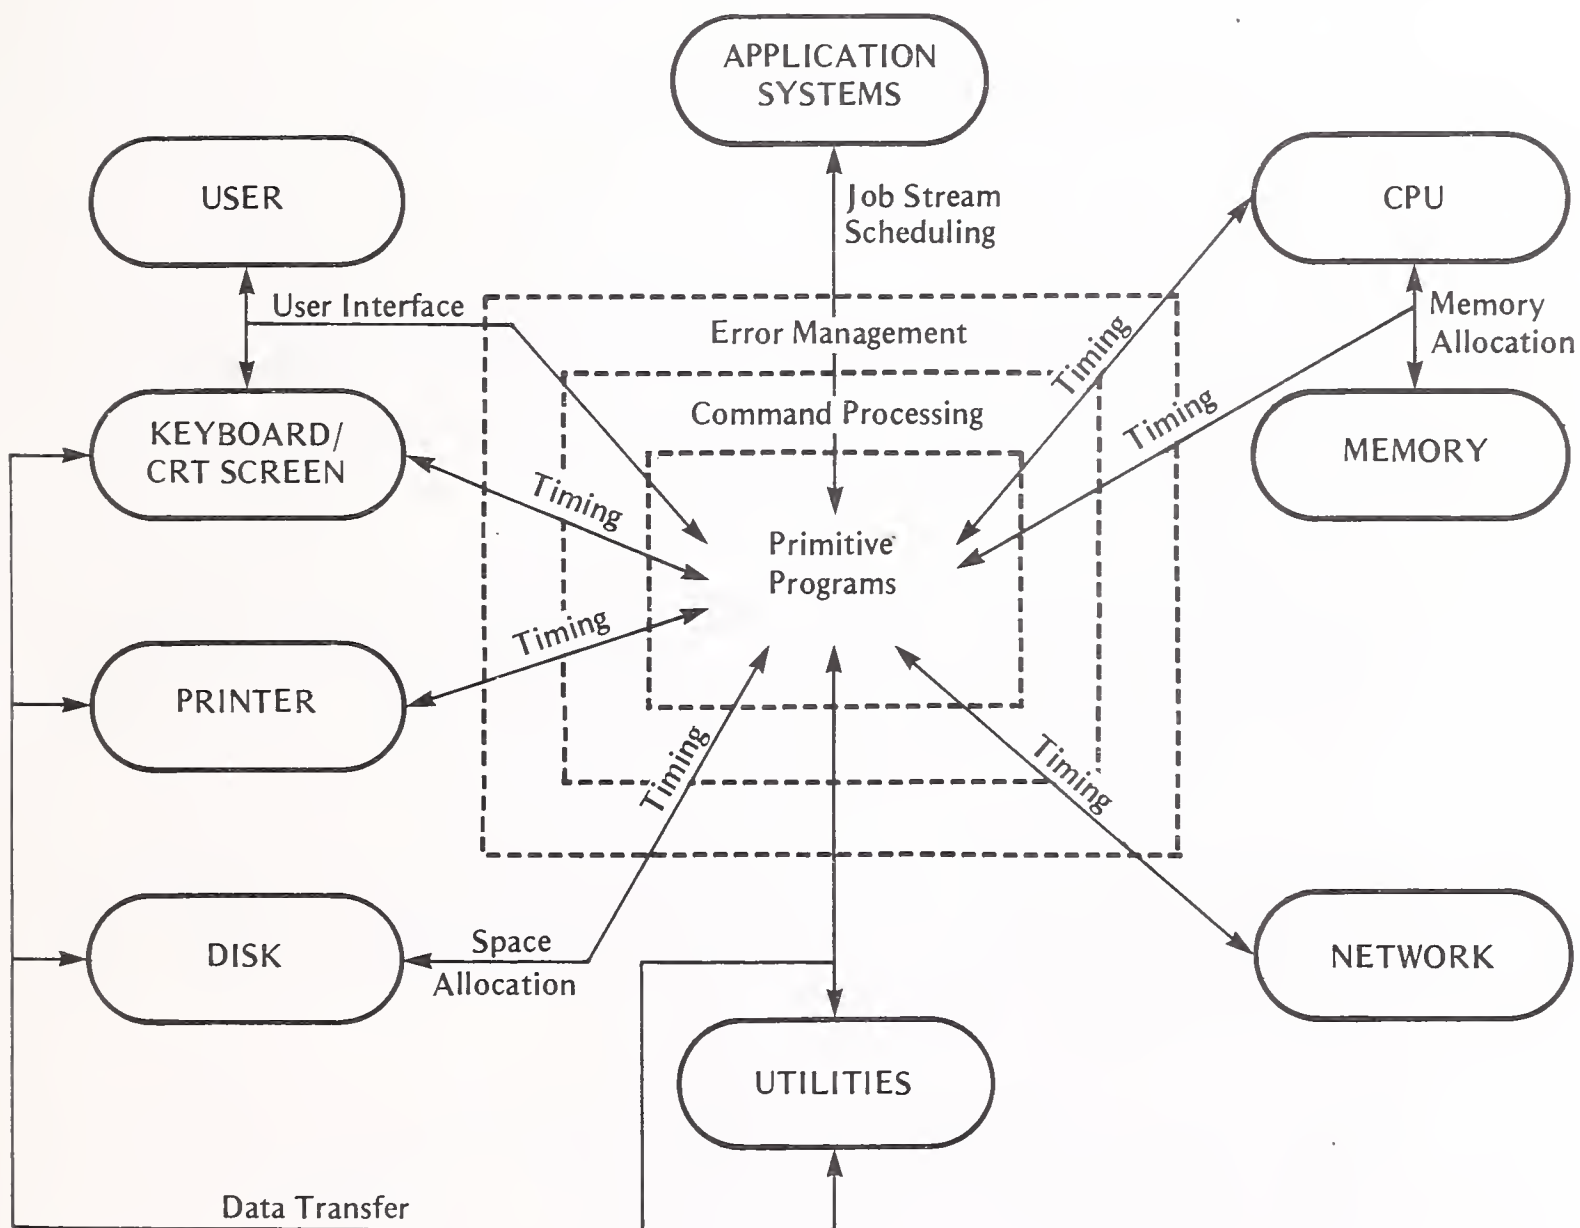 APPLICATION
SYSTEMS
USER
CPU
Job Stream
Scheduling
User Interface
Memory
Allocation
Error Management
Timing
Command Processing
Timing
KEYBOARD/
CRT SCREEN
MEMORY
Timing
Primitive
Programs
Timing
PRINTER
Timing
Timing
DISK
Space
Allocation
NETWORK
UTILITIES
Data Transfer